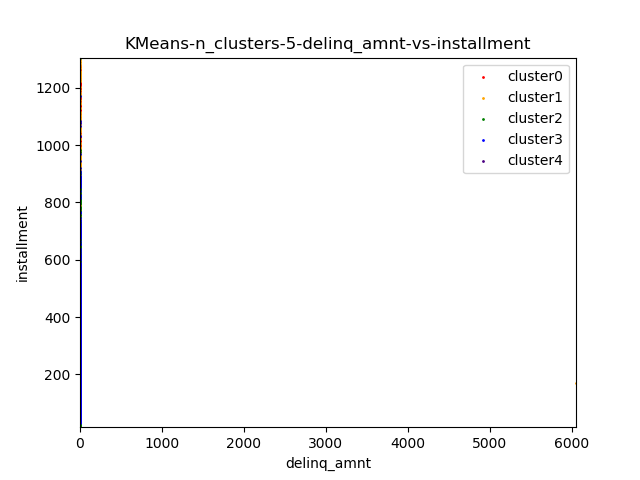 KMeans-n_clusters-5-delinq_amnt-vs-installment
cluster0
cluster1
cluster2
cluster3
cluster4
1200
1000
800
600
400
200
installment
0 1000 2000 3000 4000 5000 6000
delinq_amnt